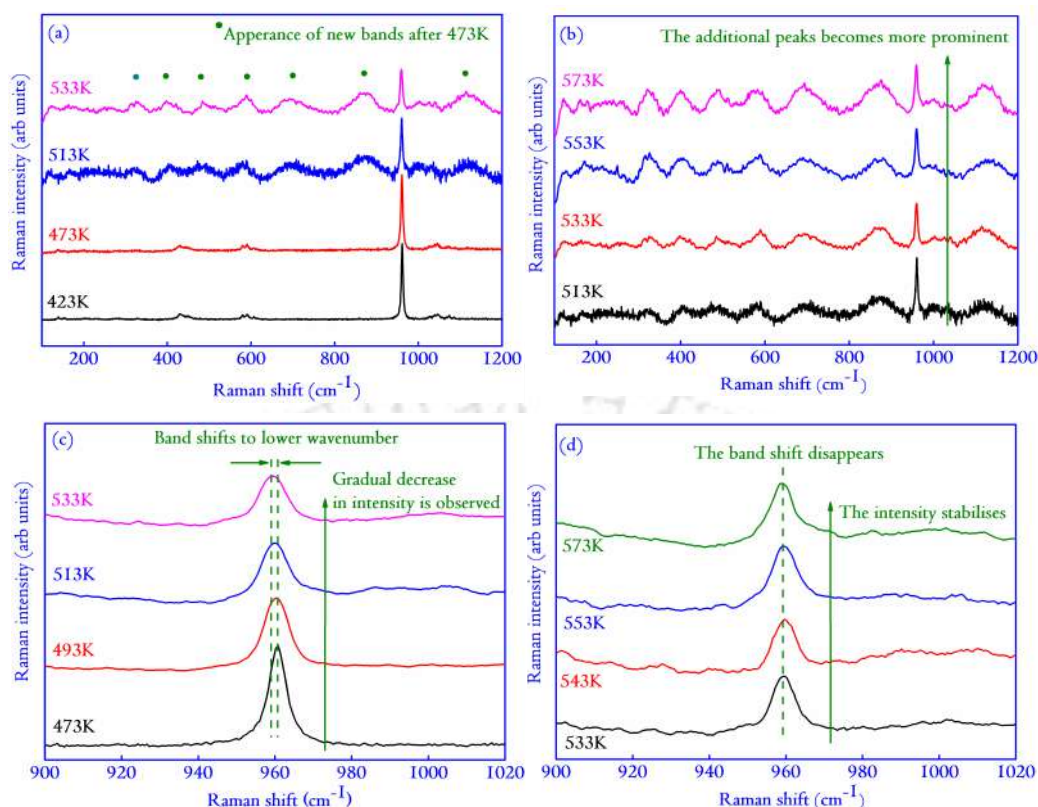 (a)
Apperance of new bands after 473K
533K
513K
473K
423K
Raman intensity (arb units)
200 400 600 800 1000 1200
Raman shift (cm-1)
(b)
The additional peaks becomes more prominent
573K
553K
533K
513K
Raman intensity (arb units)
200 400 600 800 1000 1200
Raman shift (cm-1)
(c)
Band shifts to lower wavenumber
Gradual decrease
in intensity is observed
533K
513K
493K
473K
Raman intensity (arb units)
900 920 940 960 980 1000 1020
Raman shift (cm-1)
(d)
The band shift disappears
The intensity stabilises
573K
553K
543K
533K
Raman intensity (arb units)
900 920 940 960 980 1000 1020
Raman shift (cm-1)